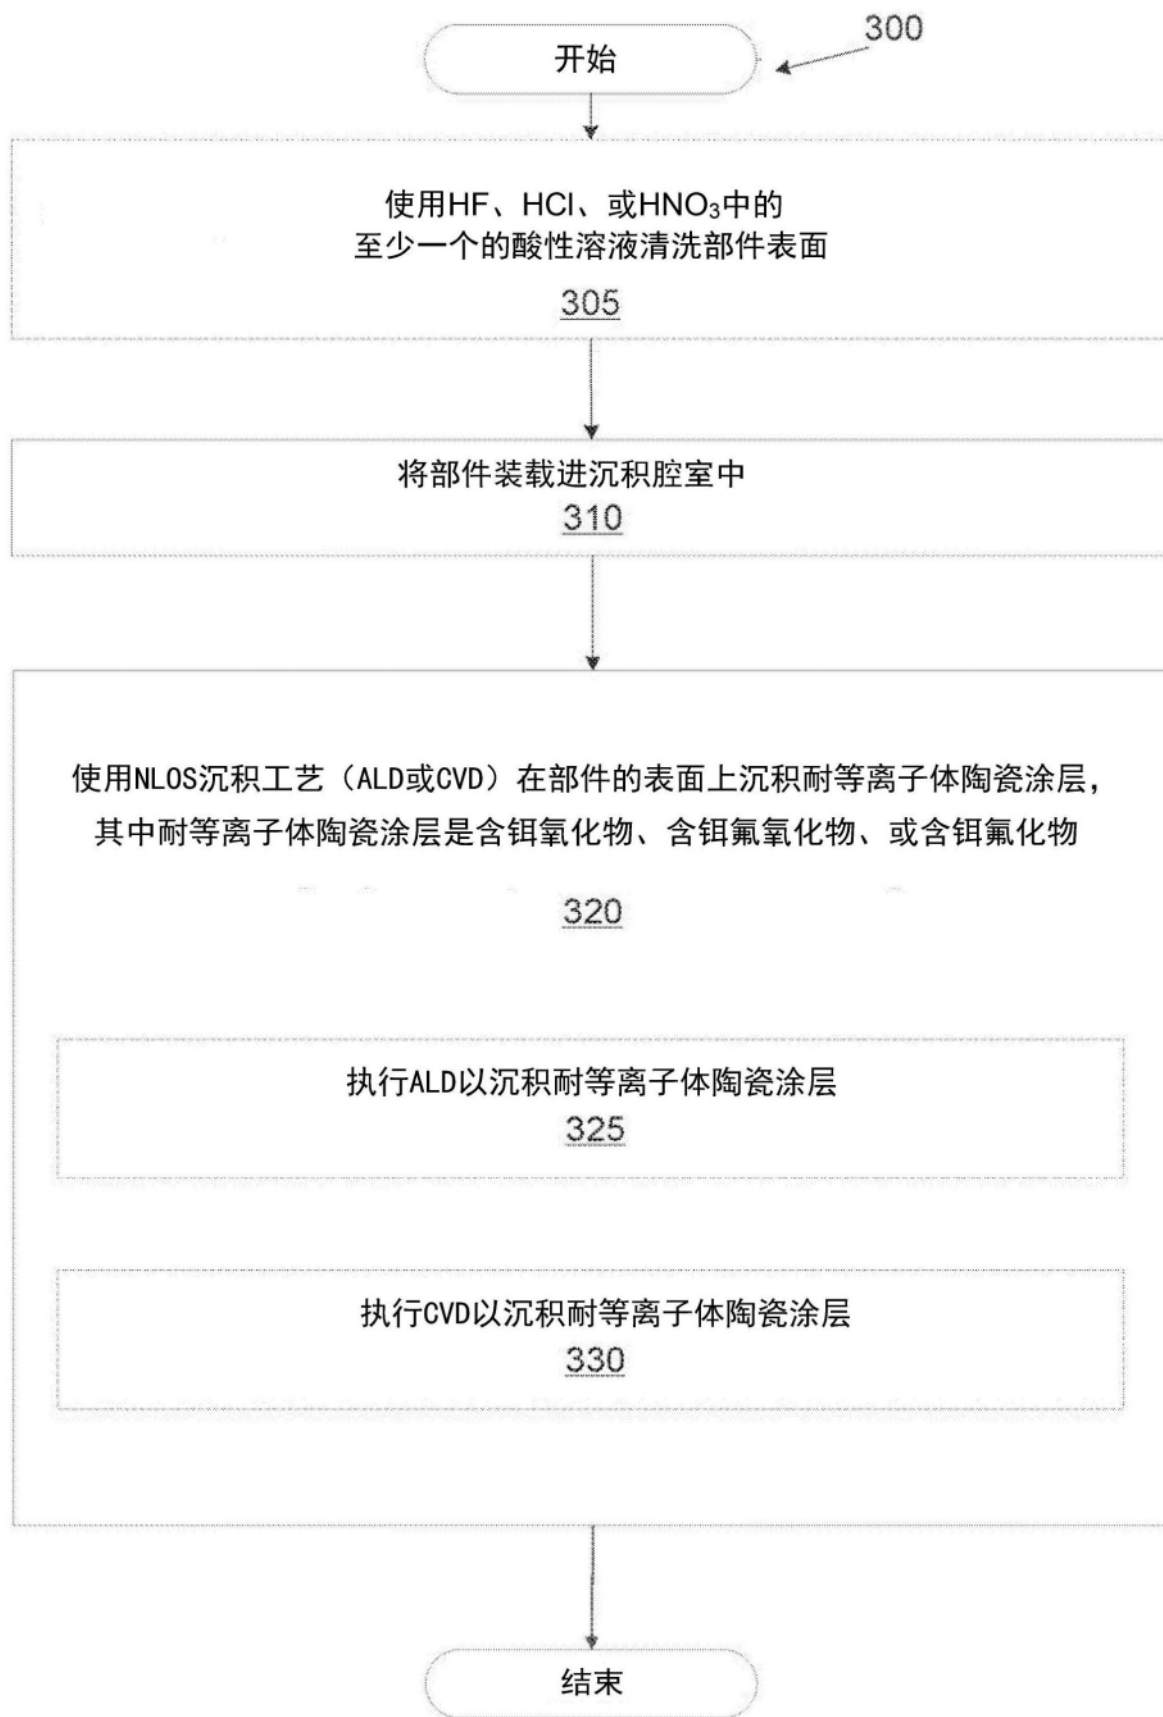 300
开始
使用HF、HCl、或HNO₃中的
至少一个的酸性溶液清洗部件表面
305
将部件装载进沉积腔室中
310
使用NLOS沉积工艺（ALD或CVD）在部件的表面上沉积耐等离子体陶瓷涂层，
其中耐等离子体陶瓷涂层是含铒氧化物、含铒氟氧化物、或含铒氟化物
320
执行ALD以沉积耐等离子体陶瓷涂层
325
执行CVD以沉积耐等离子体陶瓷涂层
330
结束